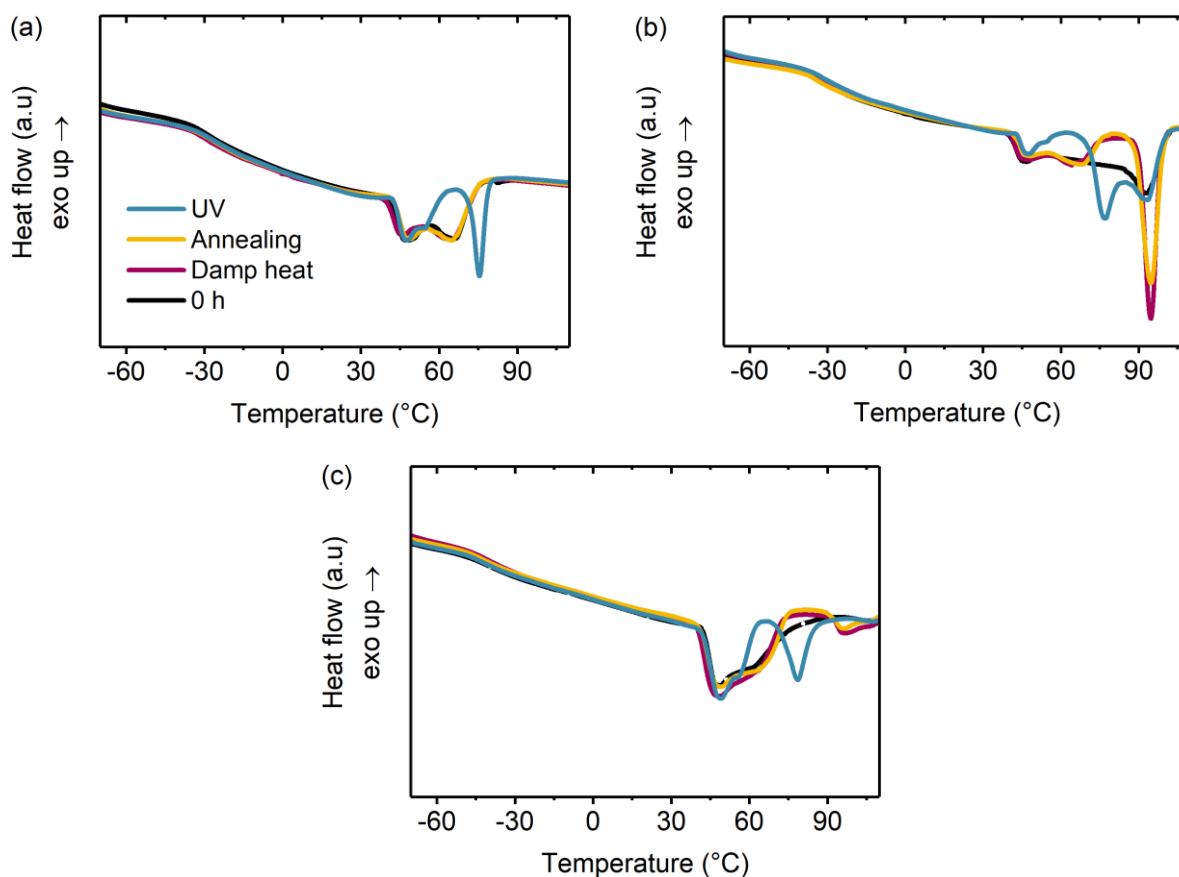 (a)
Heat flow (a.u)
exo up →
UV
Annealing
Damp heat
0 h
-60 -30 0 30 60 90
Temperature (°C)
(b)
Heat flow (a.u)
exo up →
-60 -30 0 30 60 90
Temperature (°C)
(c)
Heat flow (a.u)
exo up →
-60 -30 0 30 60 90
Temperature (°C)